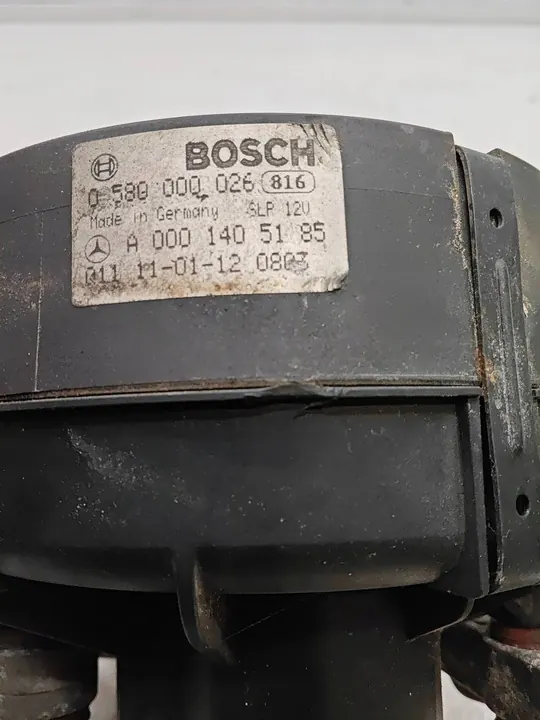 BOSCH
0 580 000 026 816
Made in Germany SLP 12V
A 000 140 51 85
011 11-01-12 0803